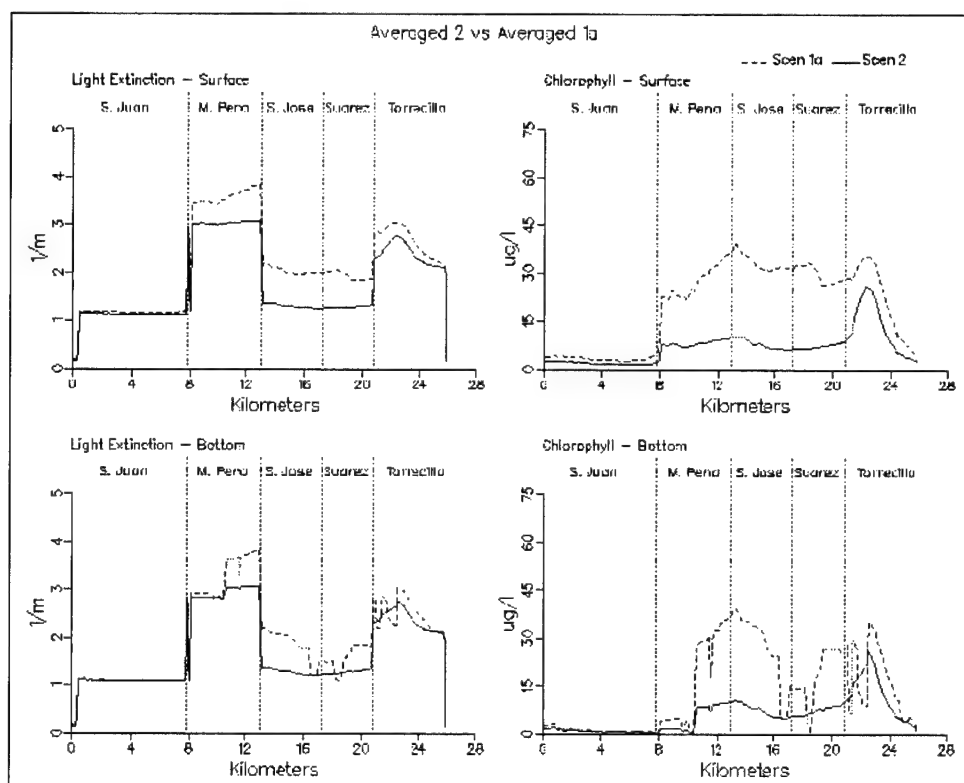 Averaged 2 vs Averaged 1a
Scen 1a Scen 2
Light Extinction – Surface
S. Juan M. Pena S. Jose Suarez Torrecilla
5
4
3
2
1
0
1/m
0 4 8 12 16 20 24 28
Kilometers
Chlorophyll – Surface
S. Juan M. Pena S. Jose Suarez Torrecilla
75
60
45
30
15
0
ug/l
0 4 8 12 16 20 24 28
Kilometers
Light Extinction – Bottom
S. Juan M. Pena S. Jose Suarez Torrecilla
5
4
3
2
1
0
1/m
0 4 8 12 16 20 24 28
Kilometers
Chlorophyll – Bottom
S. Juan M. Pena S. Jose Suarez Torrecilla
75
60
45
30
15
0
ug/l
0 4 8 12 16 20 24 28
Kilometers